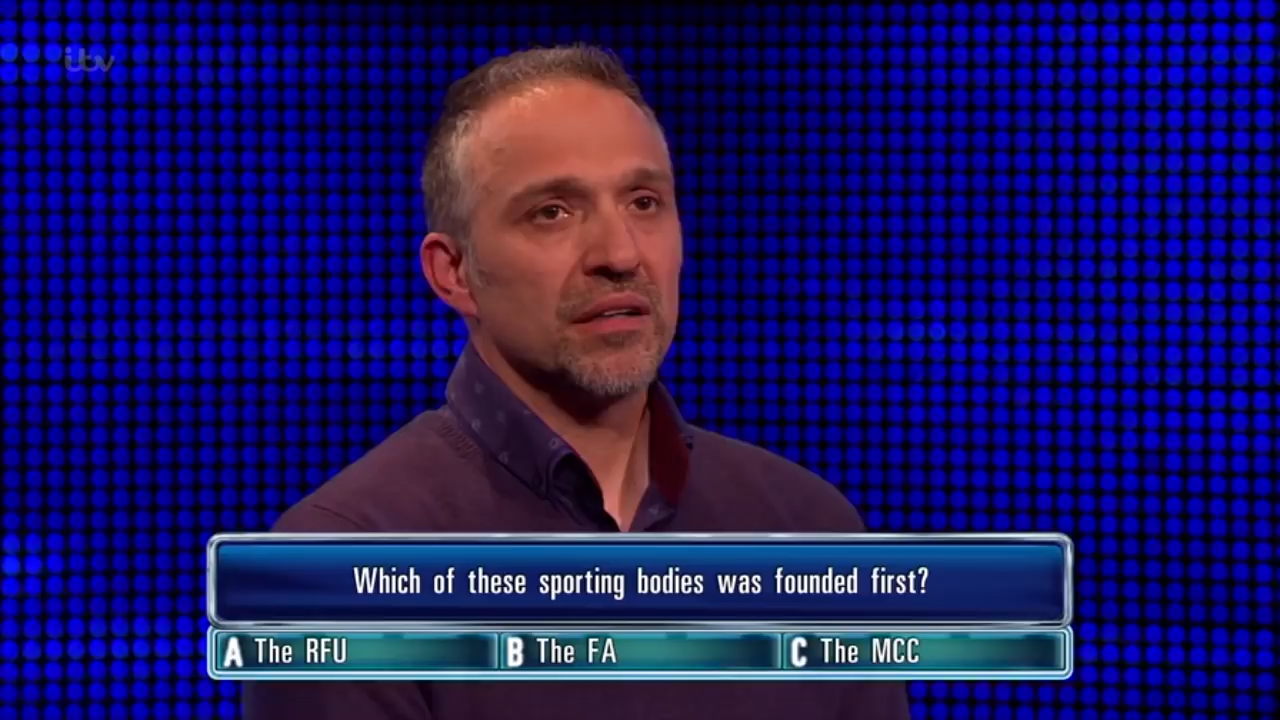 itv
Which of these sporting bodies was founded first?
A The RFU
B The FA
C The MCC